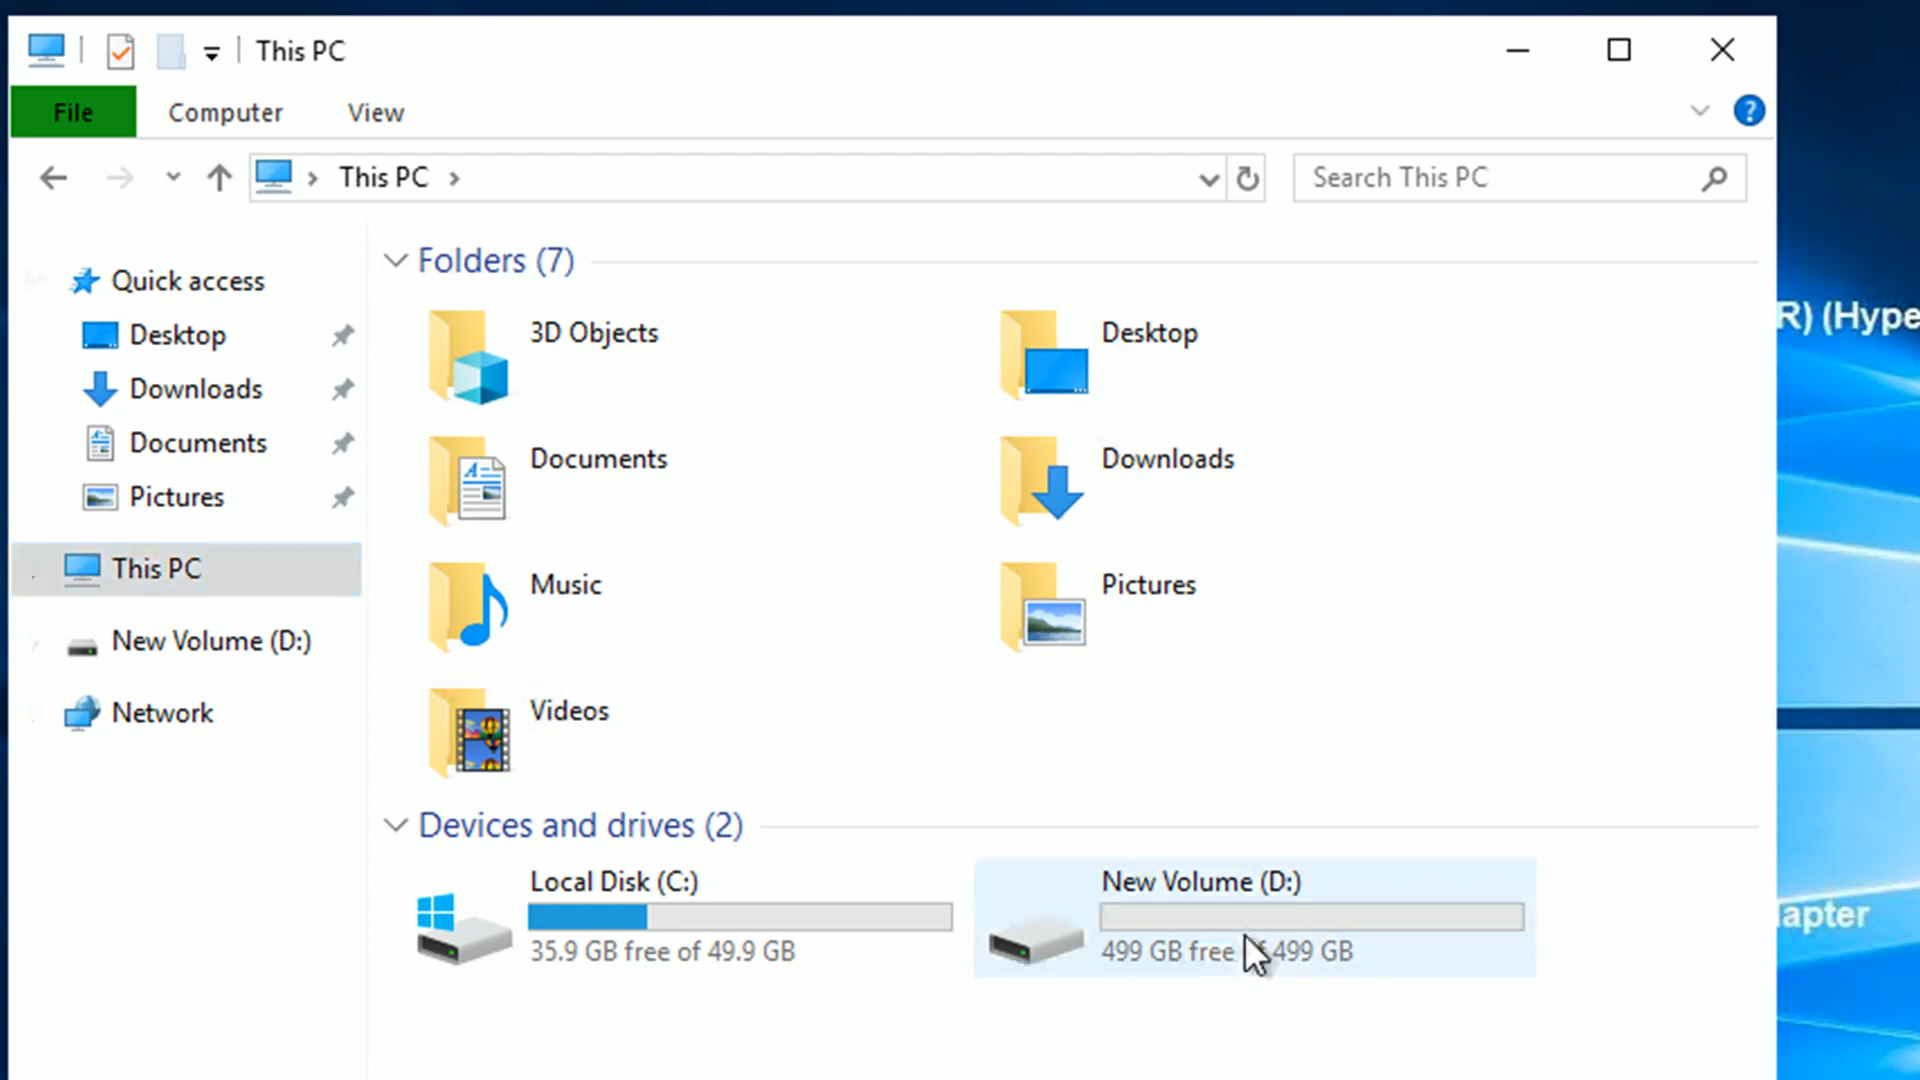 This PC
File Computer View
This PC
Search This PC
Quick access
Desktop
Downloads
Documents
Pictures
This PC
New Volume (D:)
Network
Folders (7)
3D Objects
Desktop
Documents
Downloads
Music
Pictures
Videos
Devices and drives (2)
Local Disk (C:)
35.9 GB free of 49.9 GB
New Volume (D:)
499 GB free 499 GB
R) (Hype
apter